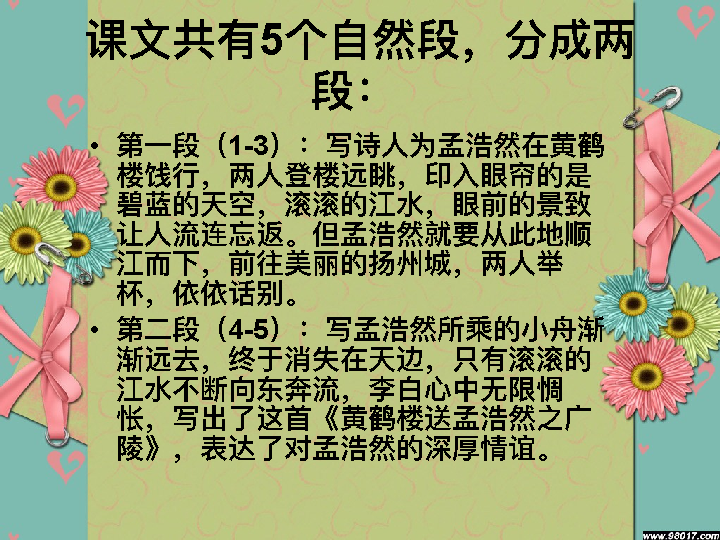 课文共有5个自然段，分成两
段：
• 第一段（1-3）：写诗人为孟浩然在黄鹤
楼饯行，两人登楼远眺，印入眼帘的是
碧蓝的天空，滚滚的江水，眼前的景致
让人流连忘返。但孟浩然就要从此地顺
江而下，前往美丽的扬州城，两人举
杯，依依话别。
• 第二段（4-5）：写孟浩然所乘的小舟渐
渐远去，终于消失在天边，只有滚滚的
江水不断向东奔流，李白心中无限惆
怅，写出了这首《黄鹤楼送孟浩然之广
陵》，表达了对孟浩然的深厚情谊。
www.98017.com